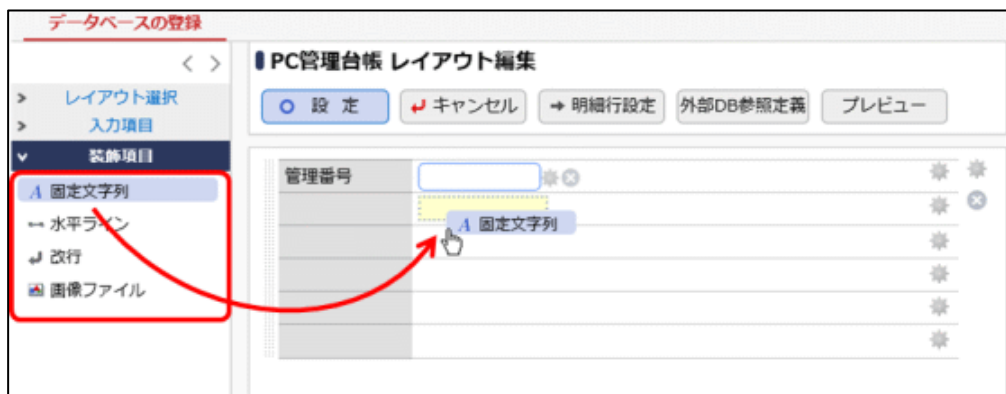 データベースの登録
PC管理台帳 レイアウト編集
レイアウト選択
入力項目
装飾項目
A 固定文字列
水平ライン
改行
画像ファイル
設 定 キャンセル 明細行設定 外部DB参照定義 プレビュー
管理番号
A 固定文字列